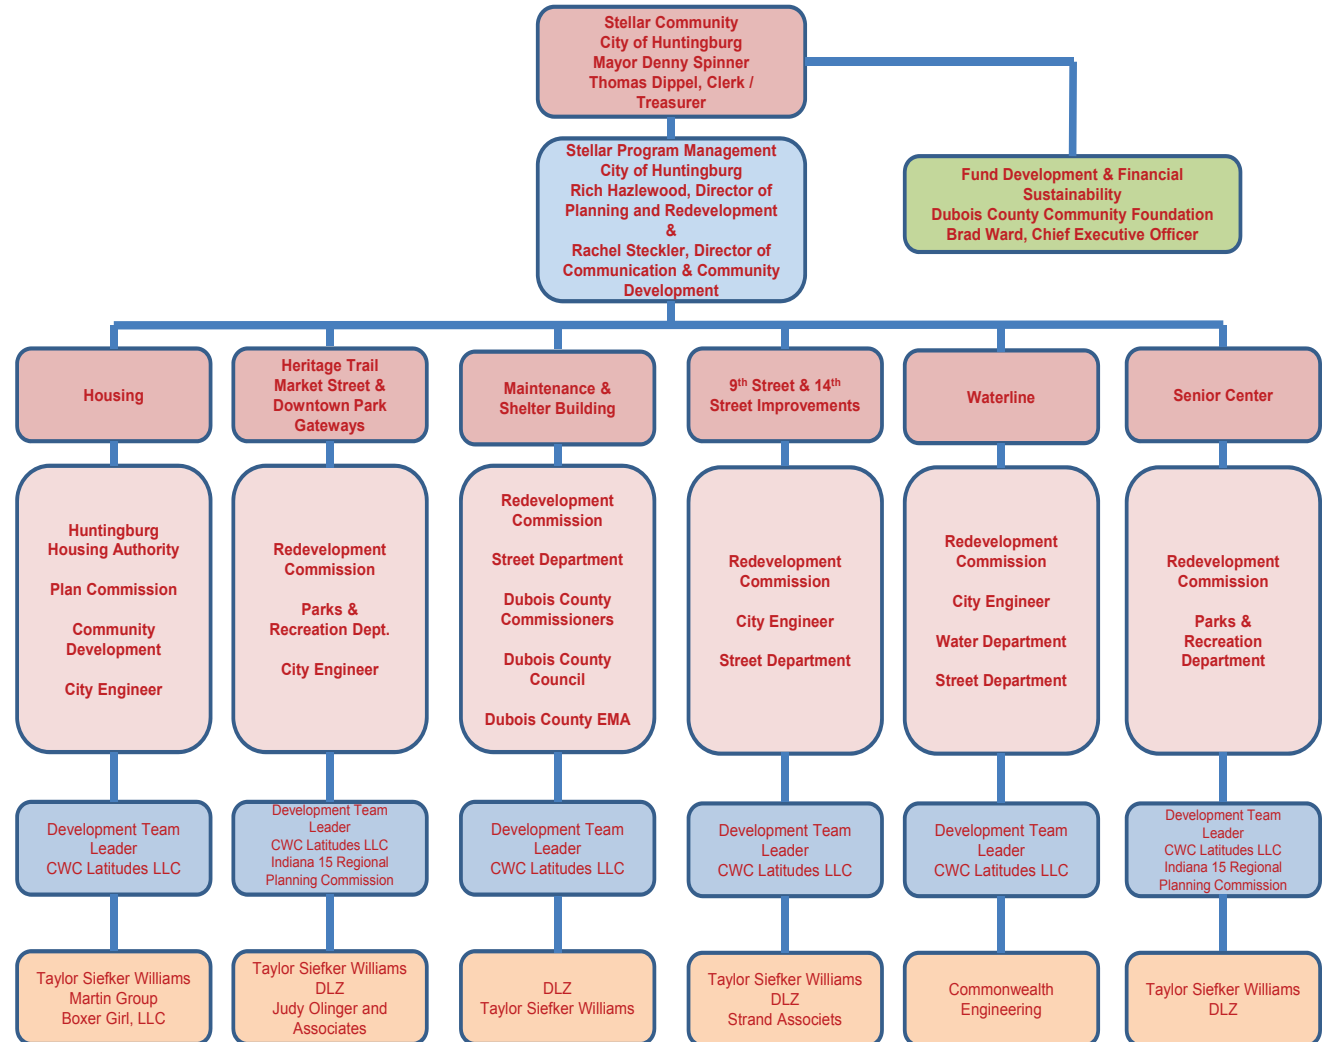 Stellar Community
City of Huntingburg
Mayor Denny Spinner
Thomas Dippel, Clerk /
Treasurer
Stellar Program Management
City of Huntingburg
Rich Hazlewood, Director of
Planning and Redevelopment
&
Rachel Steckler, Director of
Communication & Community
Development
Fund Development & Financial
Sustainability
Dubois County Community Foundation
Brad Ward, Chief Executive Officer
Housing
Heritage Trail
Market Street &
Downtown Park
Gateways
Maintenance &
Shelter Building
9th Street & 14th
Street Improvements
Waterline
Senior Center
Huntingburg
Housing Authority
Plan Commission
Community
Development
City Engineer
Redevelopment
Commission
Parks &
Recreation Dept.
City Engineer
Redevelopment
Commission
Street Department
Dubois County
Commissioners
Dubois County
Council
Dubois County EMA
Redevelopment
Commission
City Engineer
Street Department
Redevelopment
Commission
City Engineer
Water Department
Street Department
Redevelopment
Commission
Parks &
Recreation
Department
Development Team
Leader
CWC Latitudes LLC
Development Team
Leader
CWC Latitudes LLC
Indiana 15 Regional
Planning Commission
Development Team
Leader
CWC Latitudes LLC
Development Team
Leader
CWC Latitudes LLC
Development Team
Leader
CWC Latitudes LLC
Development Team
Leader
CWC Latitudes LLC
Indiana 15 Regional
Planning Commission
Taylor Siefker Williams
Martin Group
Boxer Girl, LLC
Taylor Siefker Williams
DLZ
Judy Olinger and
Associates
DLZ
Taylor Siefker Williams
Taylor Siefker Williams
DLZ
Strand Associets
Commonwealth
Engineering
Taylor Siefker Williams
DLZ